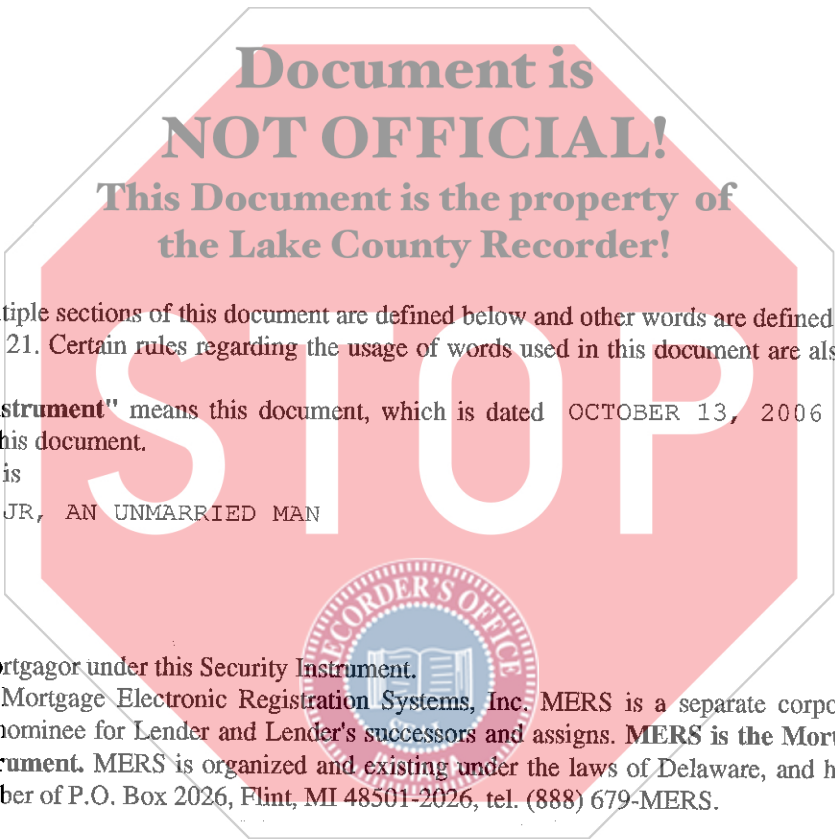 Document is
NOT OFFICIAL!
This Document is the property of
the Lake County Recorder!
STOP
tiple sections of this document are defined below and other words are defined
21. Certain rules regarding the usage of words used in this document are als
strument" means this document, which is dated OCTOBER 13, 2006
his document.
is
JR, AN UNMARRIED MAN
RECORDER'S OFFICE
SEAL
rtgagor under this Security Instrument.
Mortgage Electronic Registration Systems, Inc. MERS is a separate corpo
nominee for Lender and Lender's successors and assigns. MERS is the Mort
rument. MERS is organized and existing under the laws of Delaware, and h
ber of P.O. Box 2026, Flint, MI 48501-2026, tel. (888) 679-MERS.